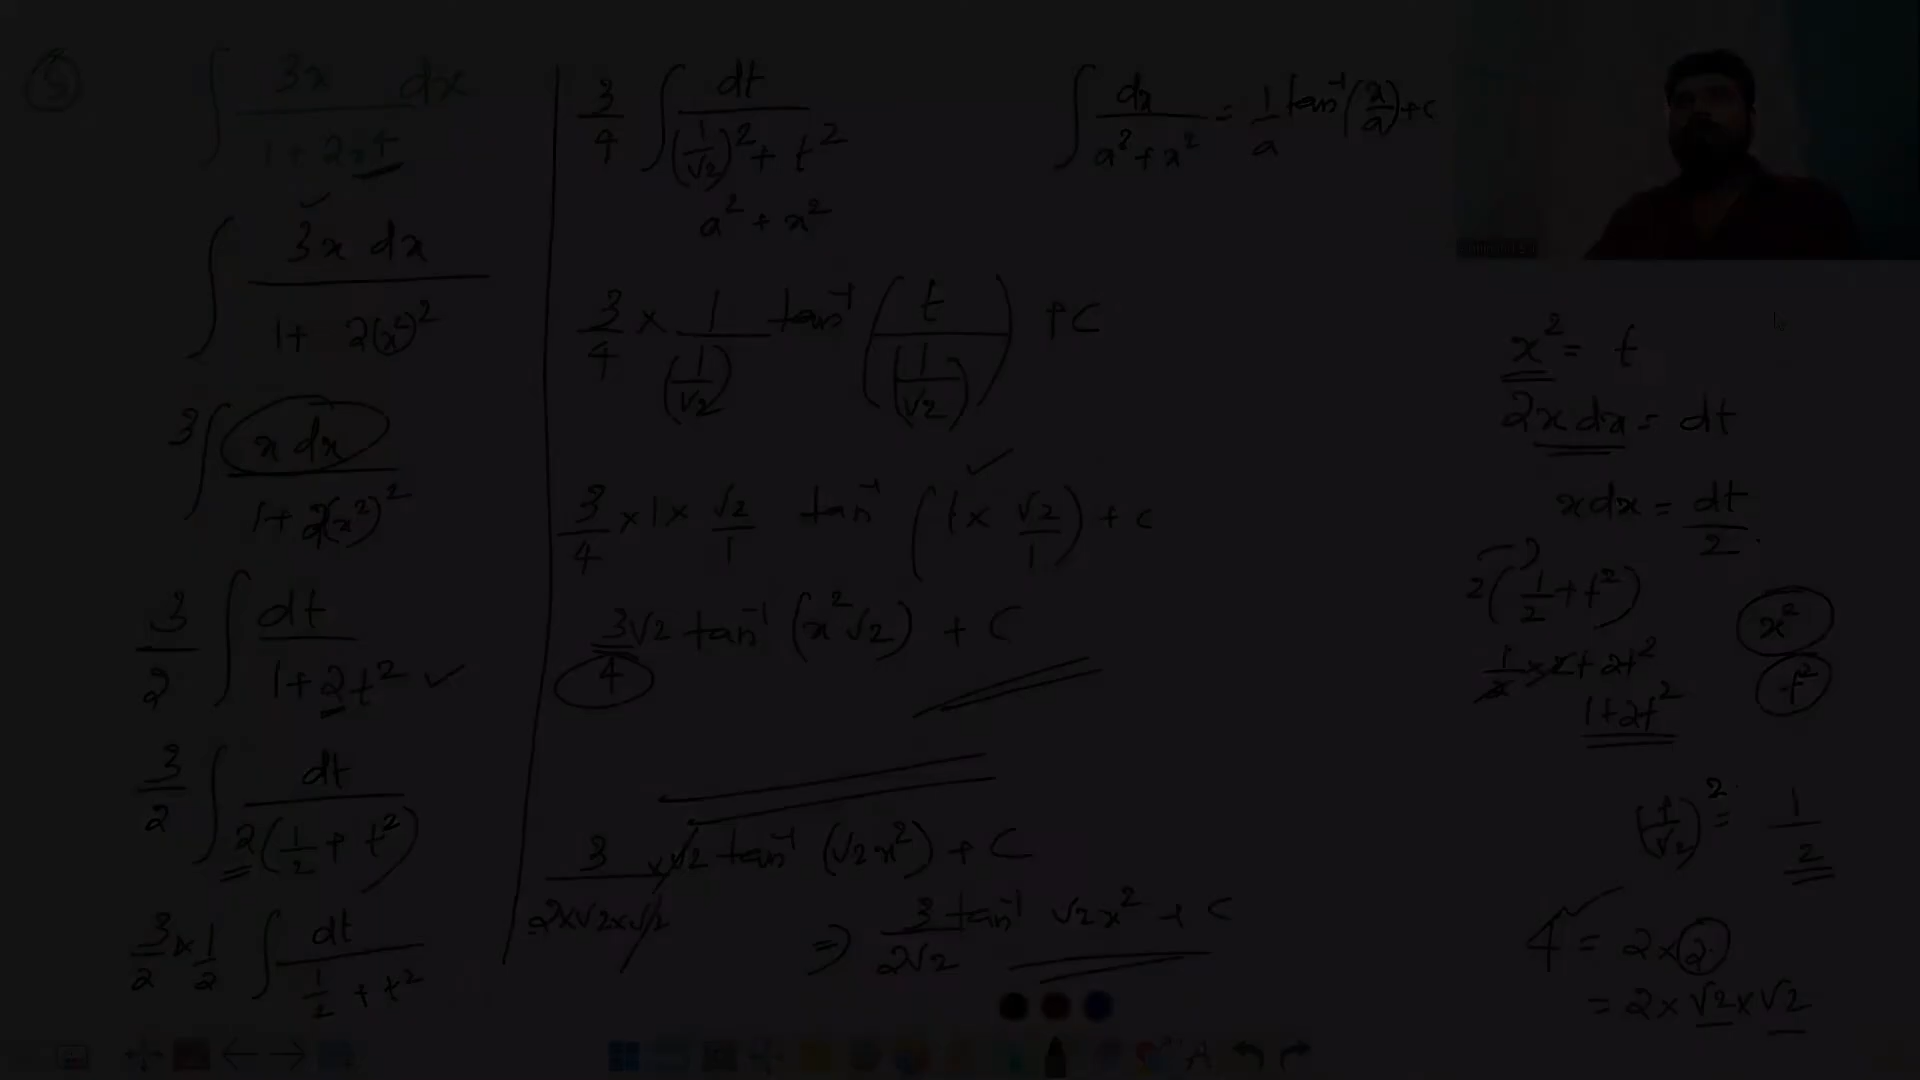 5
∫ 3x/(1 + 2x⁴) dx
∫ 3x dx/(1 + 2(x²)²)
3∫ x dx/(1 + 2(x²)²)
3/2 ∫ dt/(1 + 2t²) ✓
3/2 ∫ dt/(2(1/2 + t²))
3/2 × 1/2 ∫ dt/(1/2 + t²)
3/4 ∫ dt/((1/√2)² + t²)
a² + x²
3/4 × 1/(1/√2) tan⁻¹(t/(1/√2)) + C
3/4 × 1 × √2/1 tan⁻¹(t × √2/1) + c
3√2/4 tan⁻¹(x²√2) + C
3/(2×√2×√2) × √2 tan⁻¹(√2x²) + C
⇒ 3/(2√2) tan⁻¹ √2x² + C
∫ dx/(a² + x²) = 1/a tan⁻¹(x/a) + c
x² = t
2x dx = dt
x dx = dt/2
2(1/2 + t²)
1/2 × 2 + 2t²
1 + 2t²
x²
t²
(1/√2)² = 1/2
4 = 2 × 2
= 2 × √2 × √2